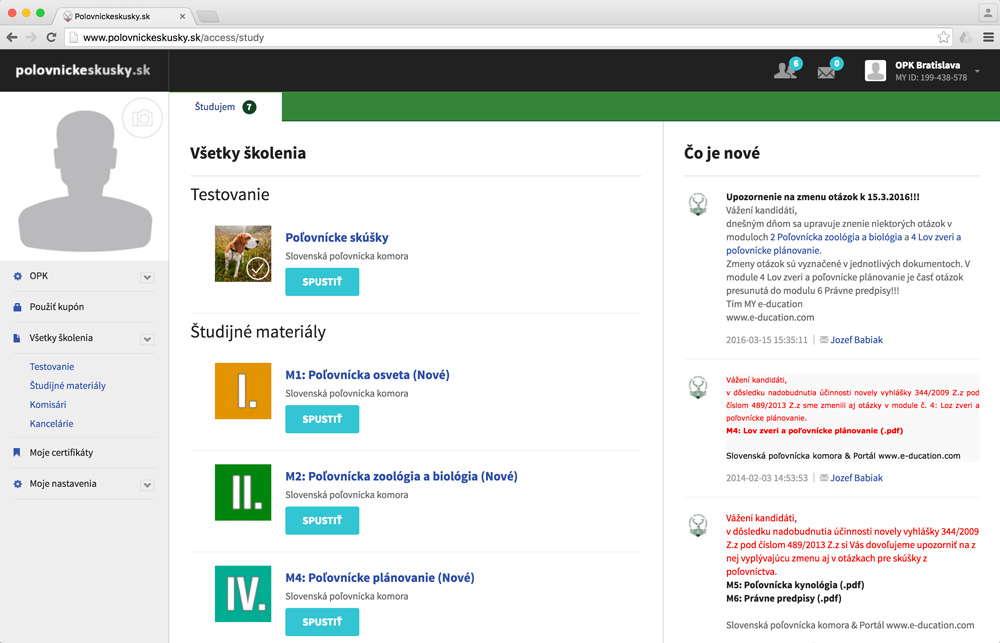 Polovnickeskusky.sk
www.polovnickeskusky.sk/access/study
polovnickeskusky.sk
6
0
OPK Bratislava
MY ID: 199-438-578
Študujem 7
OPK
Použiť kupón
Všetky školenia
Testovanie
Študijné materiály
Komisári
Kancelárie
Moje certifikáty
Moje nastavenia
Všetky školenia
Testovanie
Poľovnícke skúšky
Slovenská poľovnícka komora
SPUSTIŤ
Študijné materiály
I.
M1: Poľovnícka osveta (Nové)
Slovenská poľovnícka komora
SPUSTIŤ
II.
M2: Poľovnícka zoológia a biológia (Nové)
Slovenská poľovnícka komora
SPUSTIŤ
IV.
M4: Poľovnícke plánovanie (Nové)
Slovenská poľovnícka komora
SPUSTIŤ
Čo je nové
Upozornenie na zmenu otázok k 15.3.2016!!!
Vážení kandidáti,
dnešným dňom sa upravuje znenie niektorých otázok v
moduloch 2 Poľovnícka zoológia a biológia a 4 Lov zveri a
poľovnícke plánovanie.
Zmeny otázok sú vyznačené v jednotlivých dokumentoch. V
module 4 Lov zveri a poľovnícke plánovanie je časť otázok
presunutá do modulu 6 Právne predpisy!!!
Tím MY e-ducation
www.e-ducation.com
2016-03-15 15:35:11 | Jozef Babiak
Vážení kandidáti,
v dôsledku nadobudnutia účinnosti novely vyhlášky 344/2009 Z.z pod
číslom 489/2013 Z.z sme zmenili aj otázky v module č. 4: Loz zveri a
poľovnícke plánovanie.
M4: Lov zveri a poľovnícke plánovanie (.pdf)
Slovenská poľovnícka komora & Portál www.e-ducation.com
2014-02-03 14:53:53 | Jozef Babiak
Vážení kandidáti,
v dôsledku nadobudnutia účinnosti novely vyhlášky 344/2009
Z.z pod číslom 489/2013 Z.z si Vás dovoľujeme upozorniť na z
nej vyplývajúcu zmenu aj v otázkach pre skúšky z
poľovníctva.
M5: Poľovnícka kynológia (.pdf)
M6: Právne predpisy (.pdf)
Slovenská poľovnícka komora & Portál www.e-ducation.com